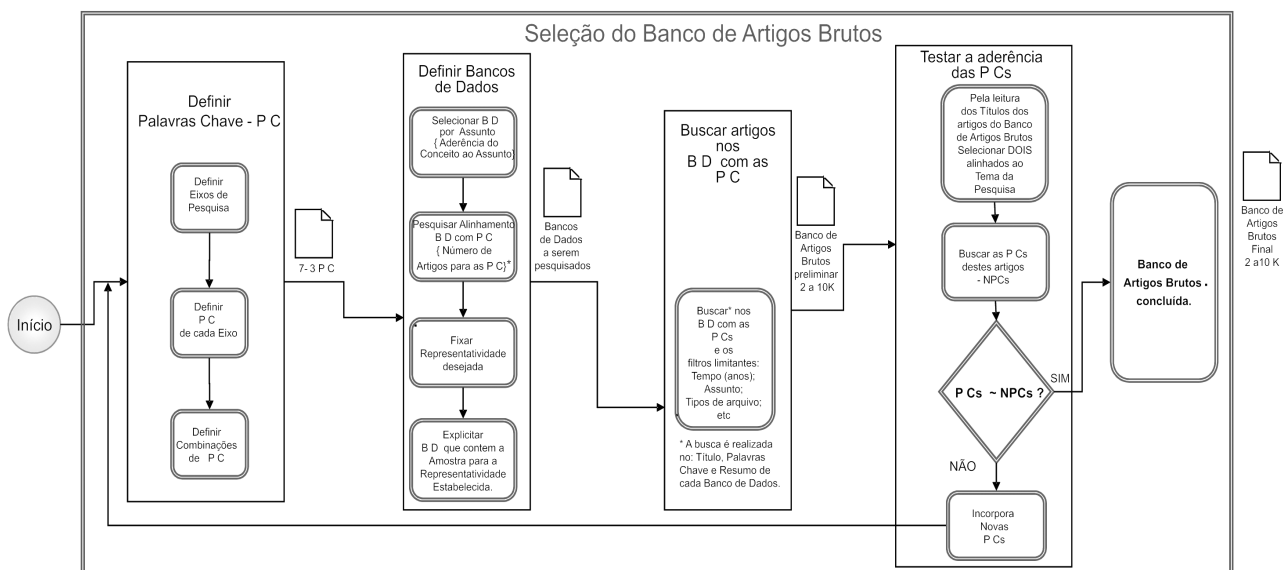 Seleção do Banco de Artigos Brutos
Início
Definir
Palavras Chave - P C
Definir
Eixos de
Pesquisa
Definir
P C
de cada Eixo
Definir
Combinações
de P C
7- 3 P C
Definir Bancos
de Dados
Selecionar B D
por Assunto
{ Aderência do
Conceito ao Assunto}
Pesquisar Alinhamento
B D com P C
{ Número de
Artigos para as P C}*
Fixar
Representatividade
desejada
Explicitar
B D que contem a
Amostra para a
Representatividade
Estabelecida.
Bancos
de Dados
a serem
pesquisados
Buscar artigos
nos
B D com as
P C
Buscar* nos
B D com as
P Cs
e os
filtros limitantes:
Tempo (anos);
Assunto;
Tipos de arquivo;
etc
* A busca é realizada
no: Título, Palavras
Chave e Resumo de
cada Banco de Dados.
Banco de
Artigos
Brutos
preliminar
2 a 10K
Testar a aderência
das P Cs
Pela leitura
dos Títulos dos
artigos do Banco
de Artigos Brutos
Selecionar DOIS
alinhados ao
Tema da
Pesquisa
Buscar as P Cs
destes artigos
- NPCs
P Cs ~ NPCs ?
SIM
NÃO
Incorpora
Novas
P Cs
Banco de
Artigos Brutos .
concluída.
Banco de
Artigos
Brutos
Final
2 a10 K